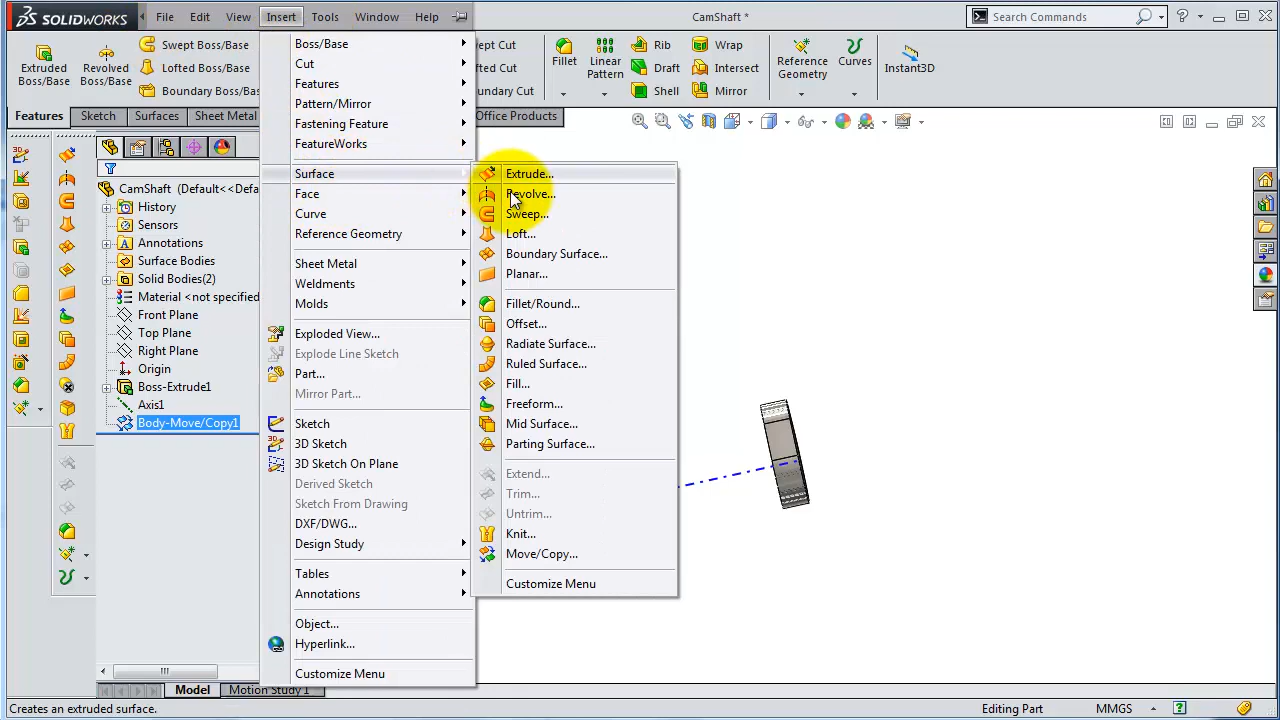 SOLIDWORKS File Edit View Insert Tools Window Help CamShaft Search Commands
Extruded Boss/Base
Revolved Boss/Base
Swept Boss/Base
Lofted Boss/Base
Boundary Boss/Base
wept Cut
fted Cut
undary Cut
Fillet
Linear Pattern
Rib
Draft
Shell
Wrap
Intersect
Mirror
Reference Geometry
Curves
Instant3D
Features Sketch Surfaces Sheet Metal Office Products
CamShaft (Default<<Def
History
Sensors
Annotations
Surface Bodies
Solid Bodies(2)
Material <not specified
Front Plane
Top Plane
Right Plane
Origin
Boss-Extrude1
Axis1
Body-Move/Copy1
Boss/Base
Cut
Features
Pattern/Mirror
Fastening Feature
FeatureWorks
Surface
Face
Curve
Reference Geometry
Sheet Metal
Weldments
Molds
Exploded View...
Explode Line Sketch
Part...
Mirror Part...
Sketch
3D Sketch
3D Sketch On Plane
Derived Sketch
Sketch From Drawing
DXF/DWG...
Design Study
Tables
Annotations
Object...
Hyperlink...
Customize Menu
Extrude...
Revolve...
Sweep...
Loft...
Boundary Surface...
Planar...
Fillet/Round...
Offset...
Radiate Surface...
Ruled Surface...
Fill...
Freeform...
Mid Surface...
Parting Surface...
Extend...
Trim...
Untrim...
Knit...
Move/Copy...
Customize Menu
Model Motion Study 1
Creates an extruded surface. Editing Part MMGS